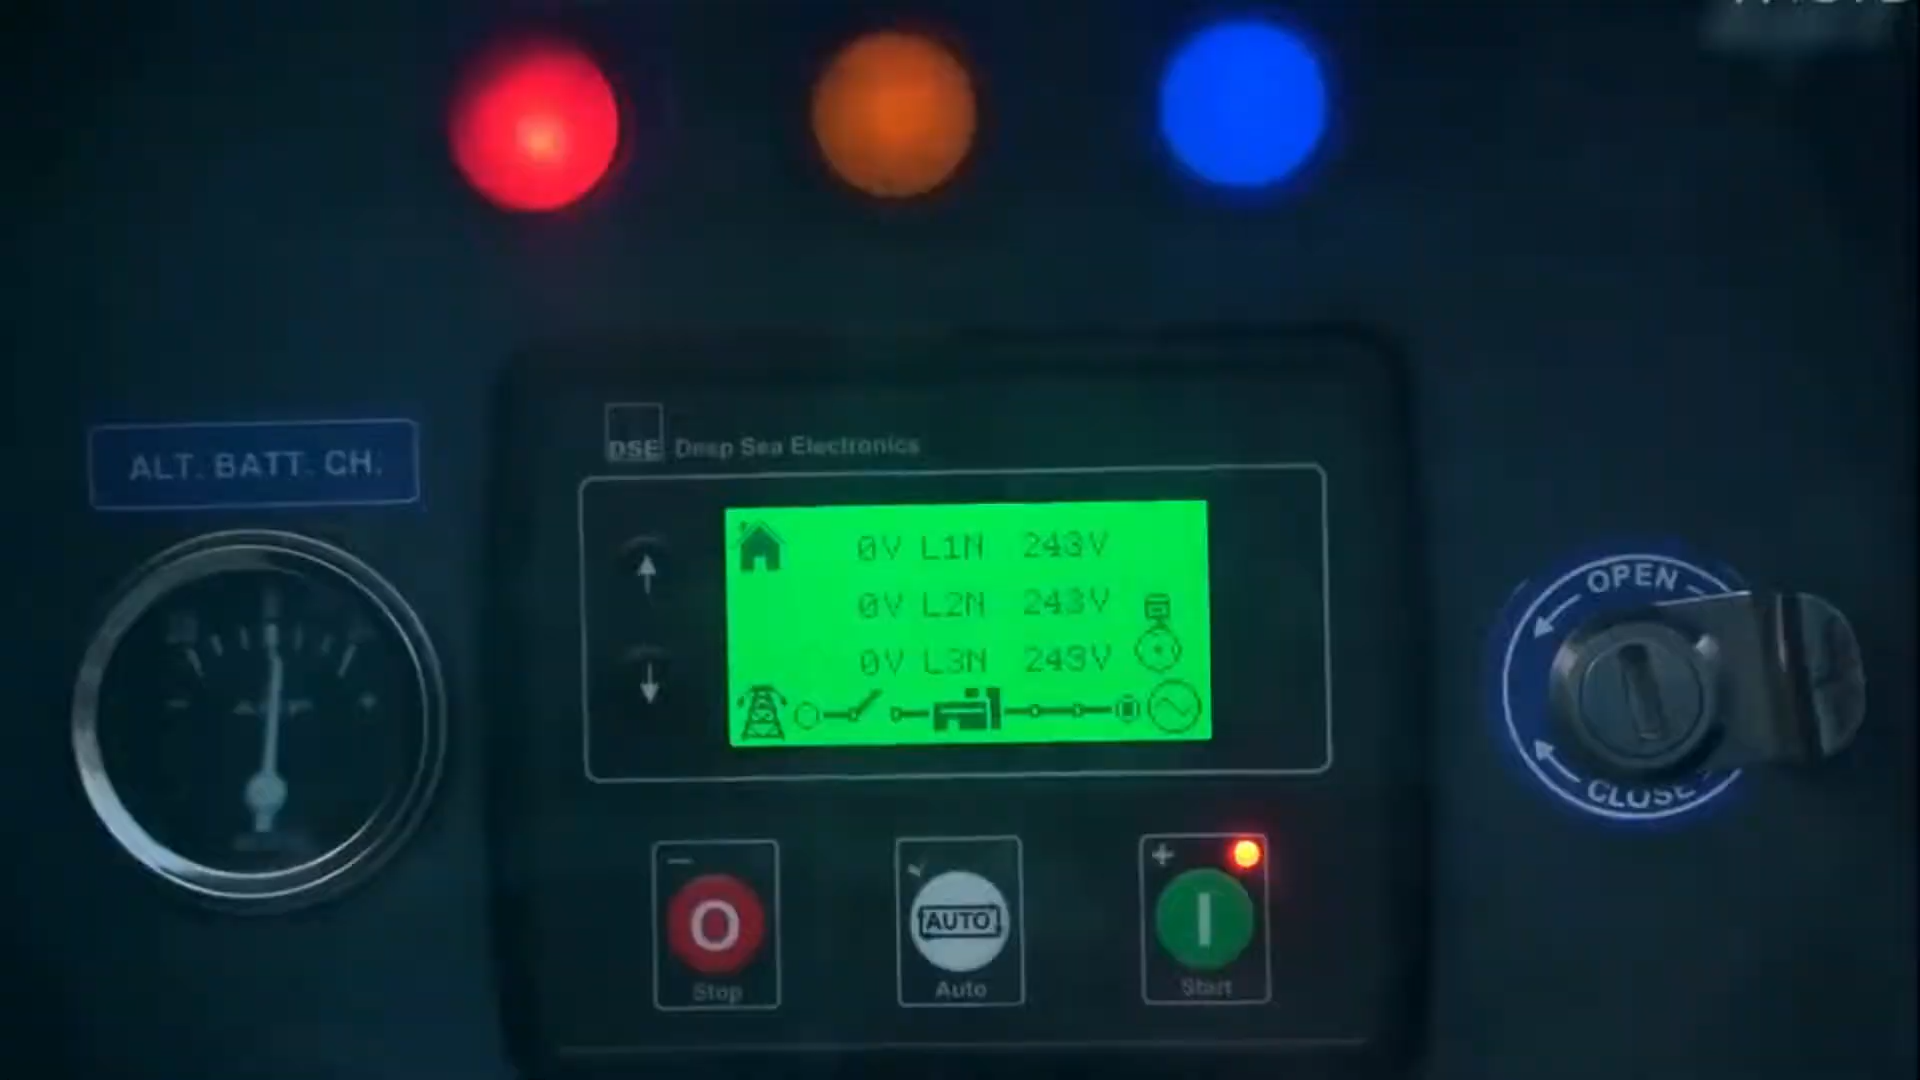 ALT. BATT. CH.
DSE Deep Sea Electronics
0V L1N 243V
0V L2N 243V
0V L3N 243V
OPEN
CLOSE
O
Stop
AUTO
Auto
I
Start